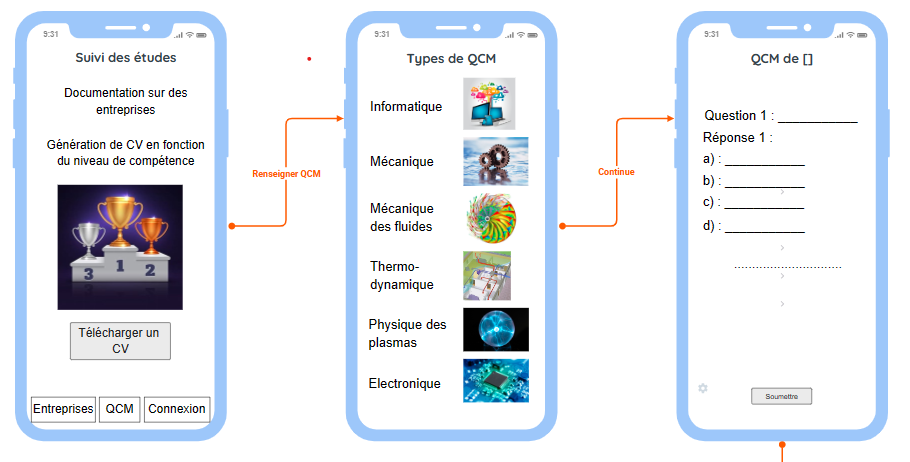 9:31
Suivi des études
Documentation sur des
entreprises
Génération de CV en fonction
du niveau de compétence
3
1
2
Télécharger un
CV
Entreprises
QCM
Connexion
Renseigner QCM
9:31
Types de QCM
Informatique
Mécanique
Mécanique
des fluides
Thermo-
dynamique
Physique des
plasmas
Electronique
Continue
9:31
QCM de []
Question 1 : ___________
Réponse 1 :
a) : ___________
b) : ___________
c) : ___________
d) : ___________
..............................
Soumettre